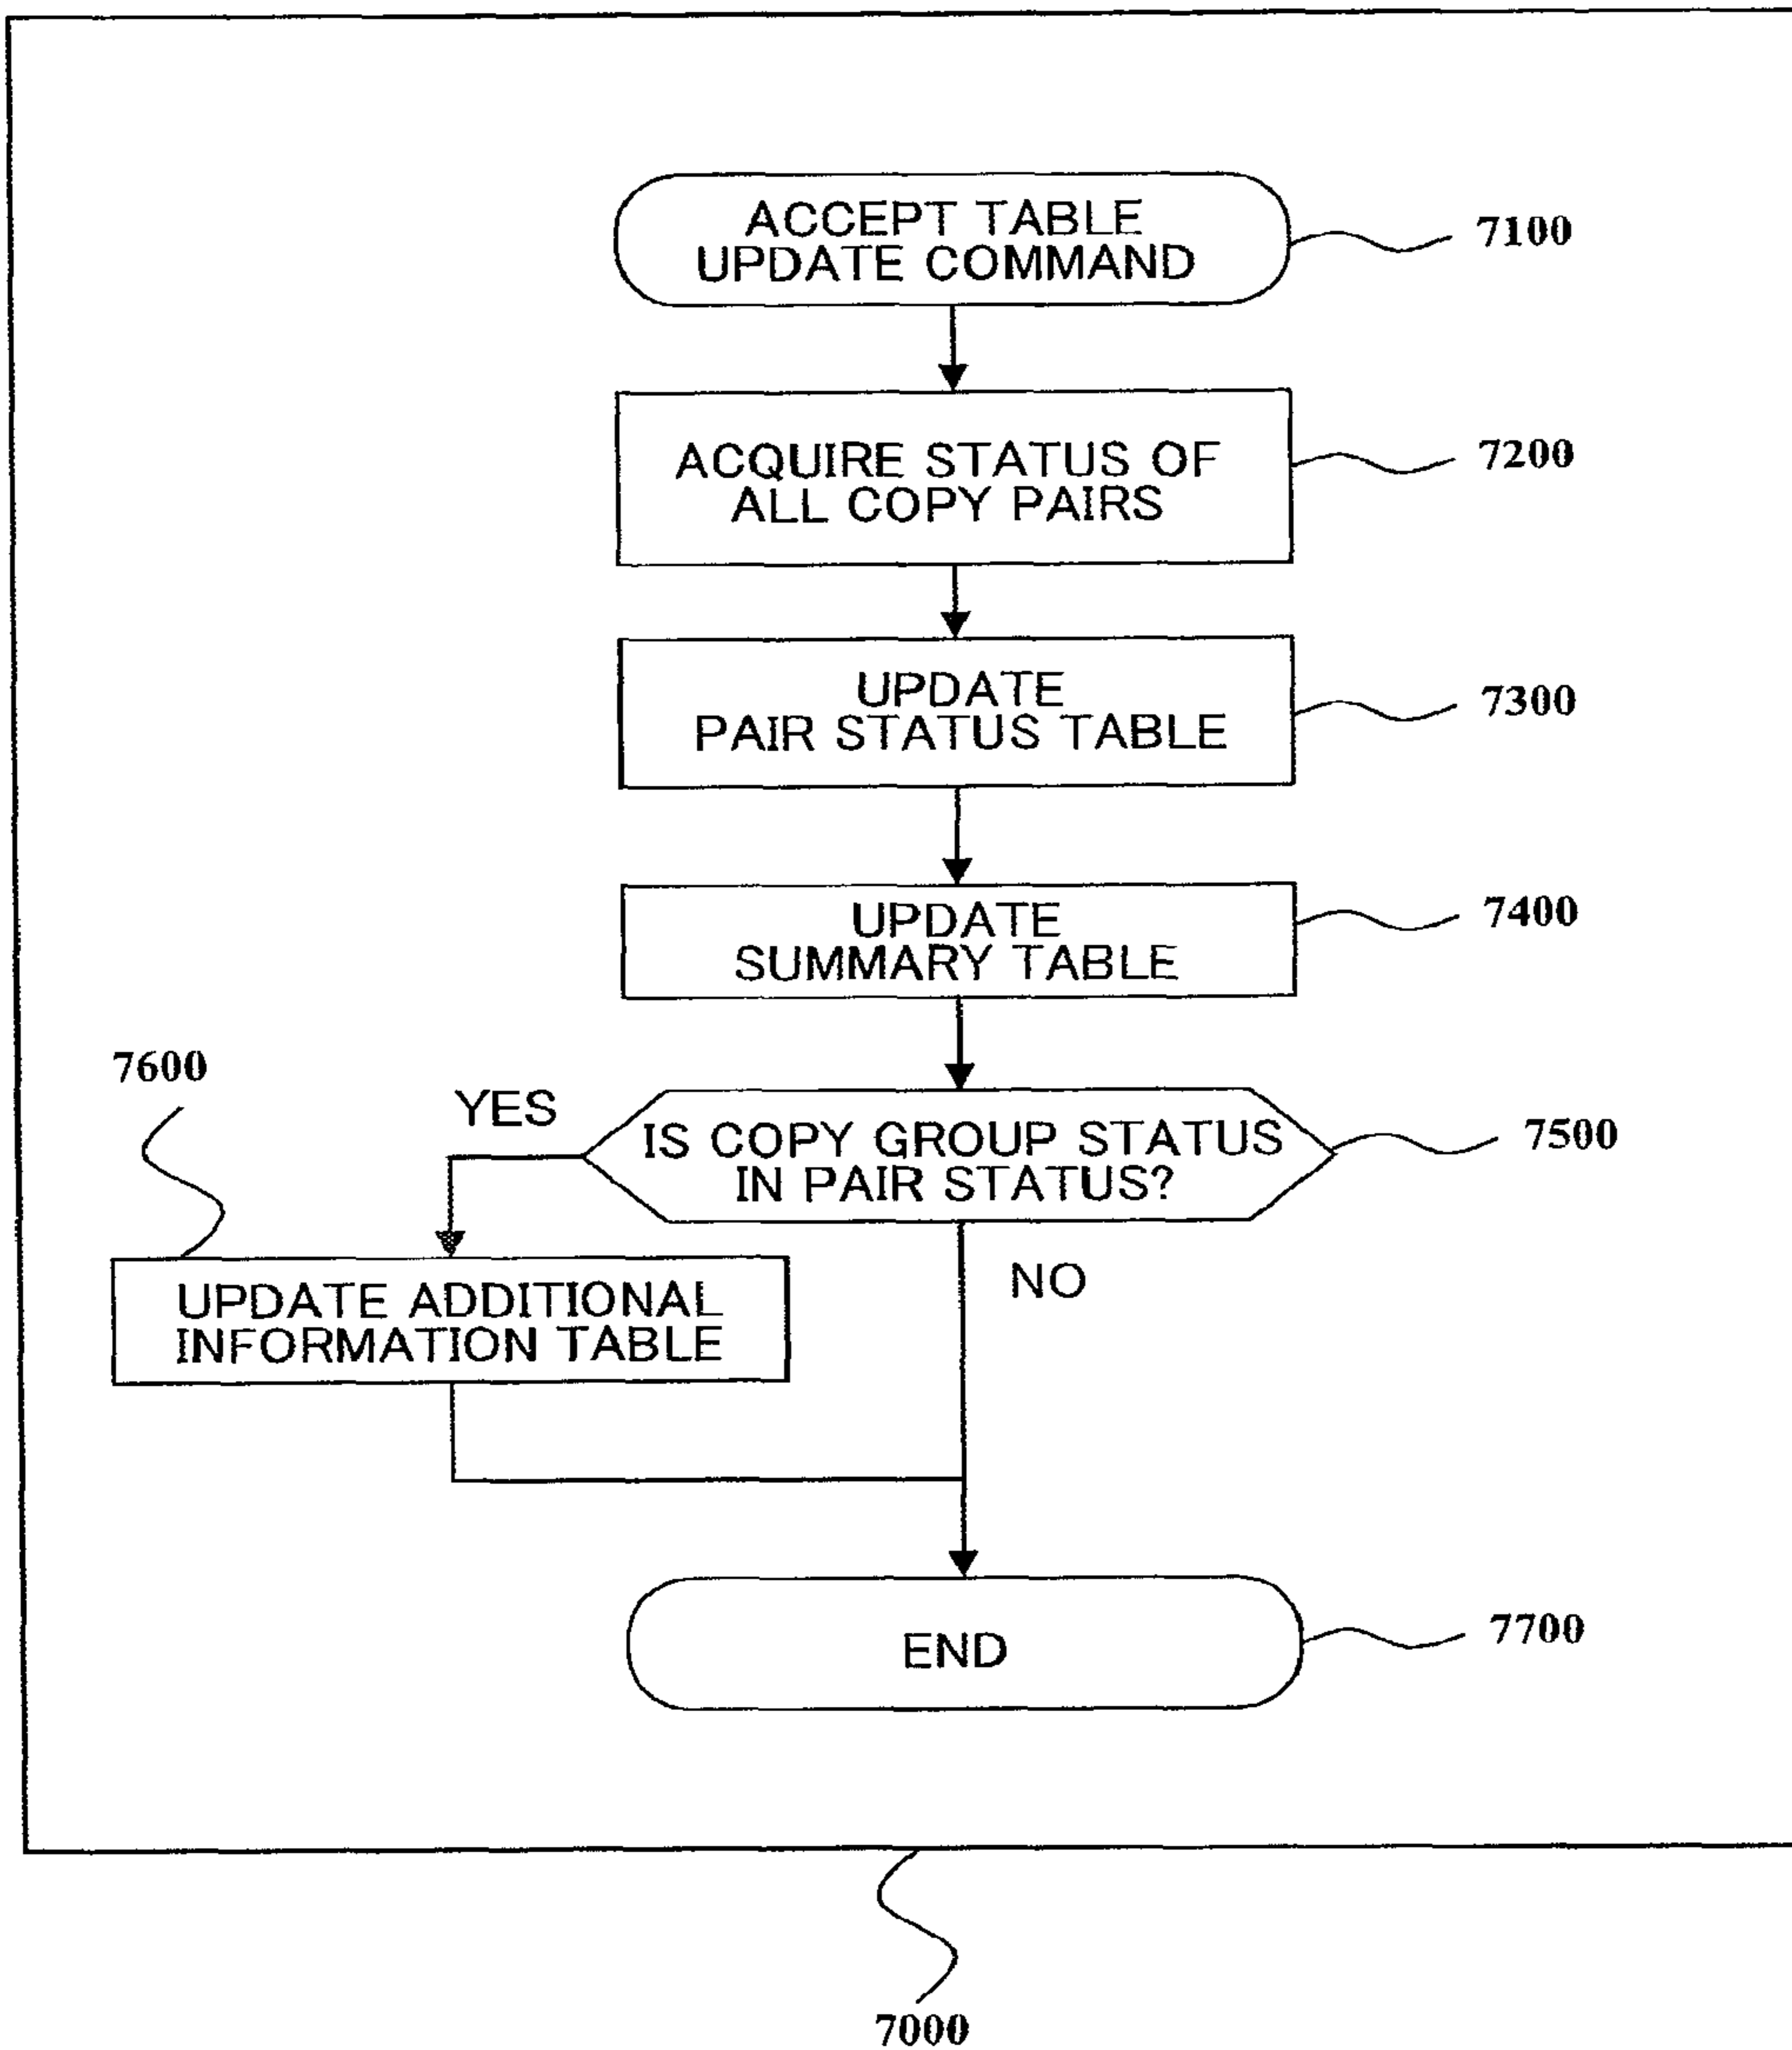 ACCEPT TABLE
UPDATE COMMAND
7100
ACQUIRE STATUS OF
ALL COPY PAIRS
7200
UPDATE
PAIR STATUS TABLE
7300
UPDATE
SUMMARY TABLE
7400
7600
YES
IS COPY GROUP STATUS
IN PAIR STATUS?
7500
NO
UPDATE ADDITIONAL
INFORMATION TABLE
END
7700
7000